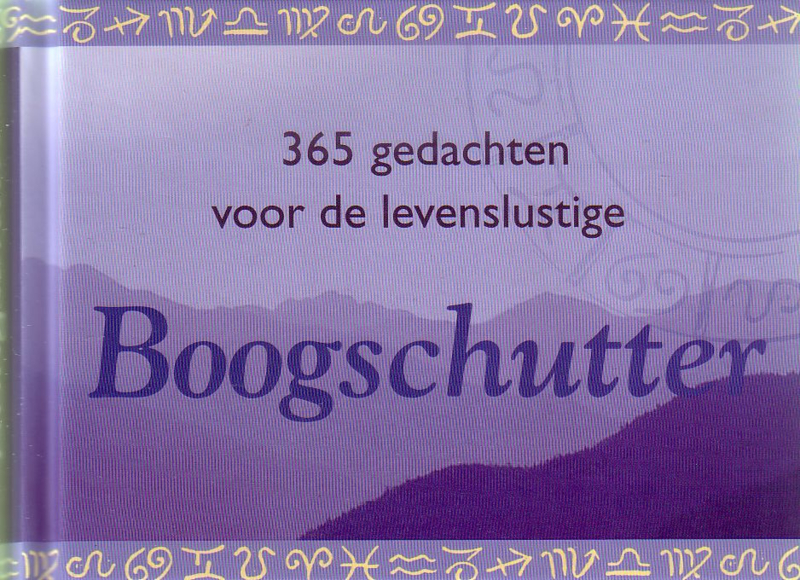 365 gedachten
voor de levenslustige
Boogschutter